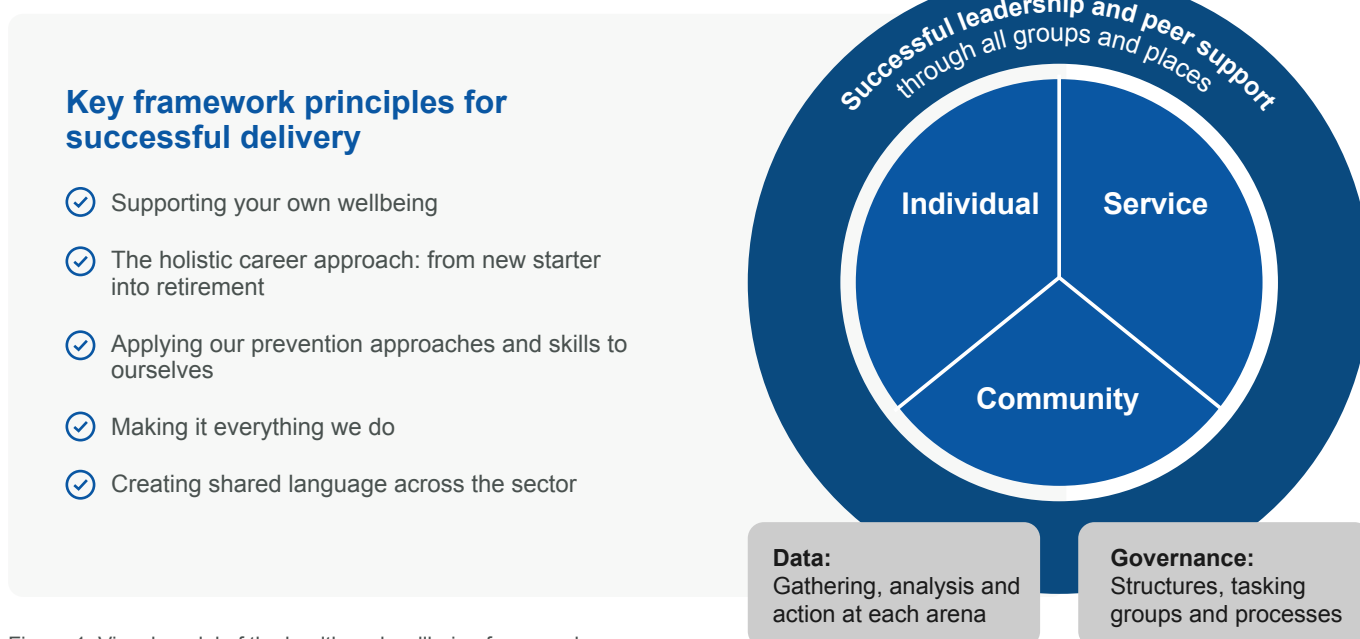 Key framework principles for
successful delivery
Supporting your own wellbeing
The holistic career approach: from new starter
into retirement
Applying our prevention approaches and skills to
ourselves
Making it everything we do
Creating shared language across the sector
Successful leadership and peer support
through all groups and places
Individual
Service
Community
Data:
Gathering, analysis and
action at each arena
Governance:
Structures, tasking
groups and processes